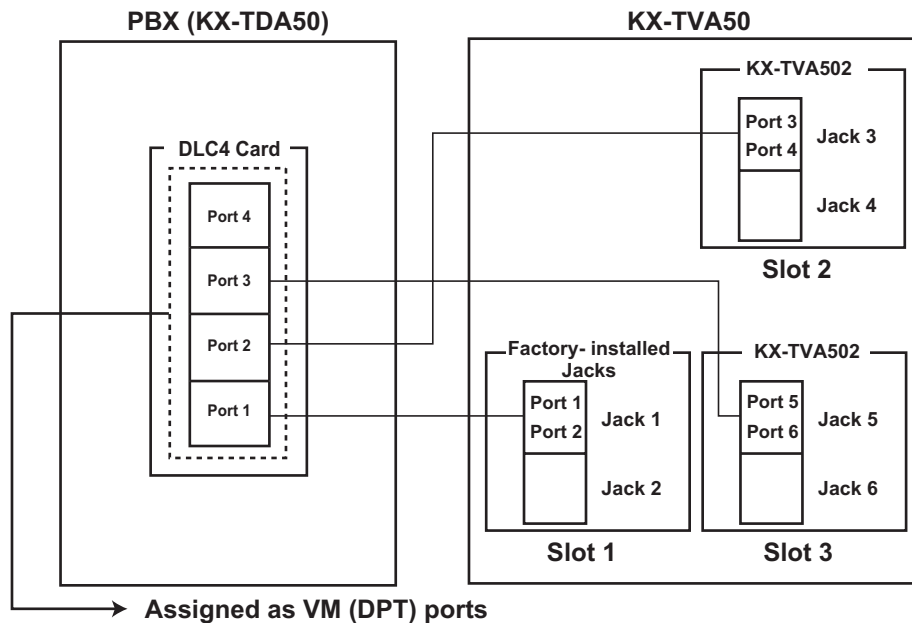 PBX (KX-TDA50)
KX-TVA50
DLC4 Card
Port 4
Port 3
Port 2
Port 1
KX-TVA502
Port 3
Port 4
Jack 3
Jack 4
Slot 2
Factory- installed
Jacks
Port 1
Port 2
Jack 1
Jack 2
Slot 1
KX-TVA502
Port 5
Port 6
Jack 5
Jack 6
Slot 3
Assigned as VM (DPT) ports